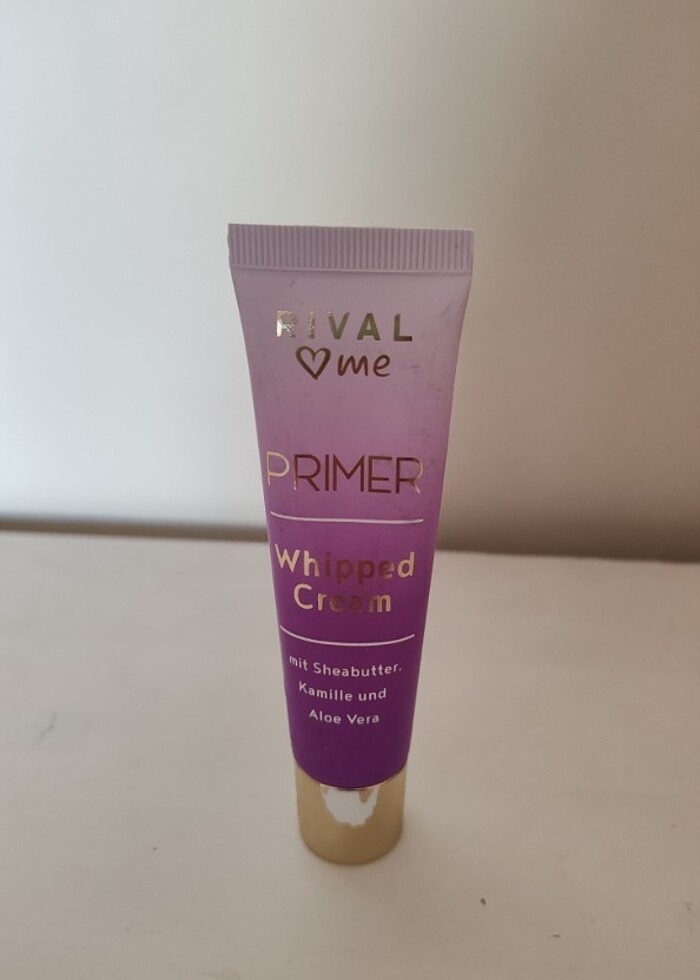 RIVAL
♡me
PRIMER
Whipped
Cream
mit Sheabutter,
Kamille und
Aloe Vera